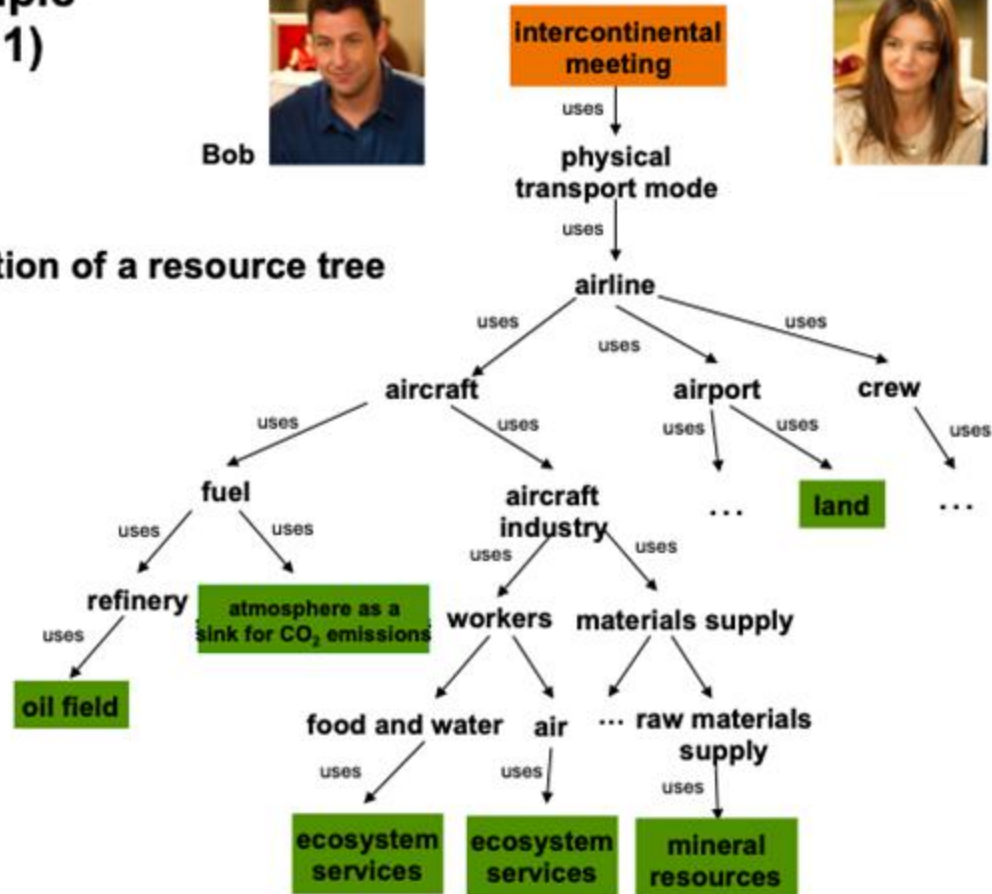 1)
intercontinental
meeting
uses
Bob
physical
transport mode
uses
tion of a resource tree
airline
uses
uses
uses
aircraft
airport
crew
uses
uses
uses
uses
uses
fuel
aircraft
industry
...
land
...
uses
uses
uses
uses
refinery
atmosphere as a
sink for CO₂ emissions
workers
materials supply
uses
oil field
food and water
air
... raw materials
supply
uses
uses
uses
ecosystem
services
ecosystem
services
mineral
resources